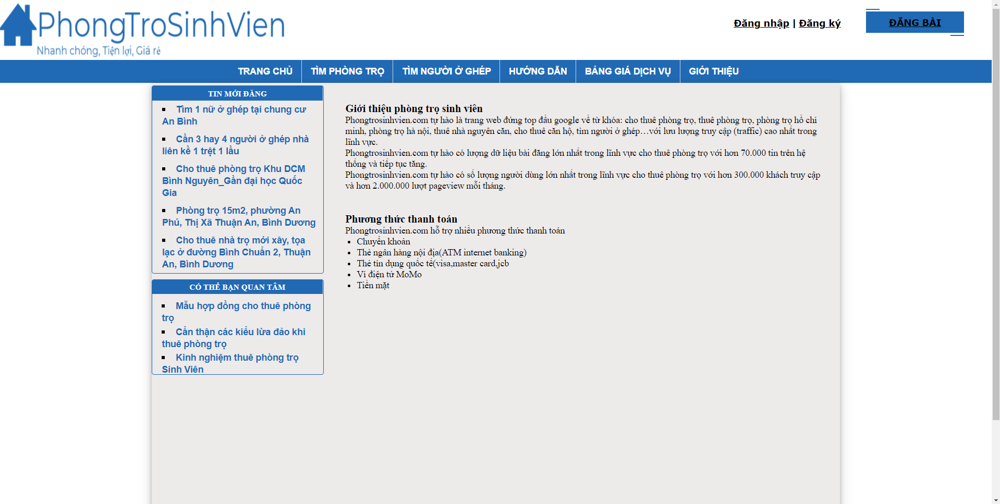 PhongTroSinhVien
Nhanh chóng, Tiện lợi, Giá rẻ
Đăng nhập | Đăng ký
ĐĂNG BÀI
TRANG CHỦ
TÌM PHÒNG TRỌ
TÌM NGƯỜI Ở GHÉP
HƯỚNG DẪN
BẢNG GIÁ DỊCH VỤ
GIỚI THIỆU
TIN MỚI ĐĂNG
Tìm 1 nữ ở ghép tại chung cư
An Bình
Cần 3 hay 4 người ở ghép nhà
liên kề 1 trệt 1 lầu
Cho thuê phòng trọ Khu DCM
Bình Nguyên_Gần đại học Quốc
Gia
Phòng trọ 15m2, phường An
Phú, Thị Xã Thuận An, Bình Dương
Cho thuê nhà trọ mới xây, tọa
lạc ở đường Bình Chuẩn 2, Thuận
An, Bình Dương
CÓ THỂ BẠN QUAN TÂM
Mẫu hợp đồng cho thuê phòng
trọ
Cẩn thận các kiểu lừa đảo khi
thuê phòng trọ
Kinh nghiệm thuê phòng trọ
Sinh Viên
Giới thiệu phòng trọ sinh viên
Phongtrosinhvien.com tự hào là trang web đứng top đầu google về từ khóa: cho thuê phòng trọ, thuê phòng trọ, phòng trọ hồ chí
minh, phòng trọ hà nội, thuê nhà nguyên căn, cho thuê căn hộ, tìm người ở ghép…với lưu lượng truy cập (traffic) cao nhất trong
lĩnh vực.
Phongtrosinhvien.com tự hào có lượng dữ liệu bài đăng lớn nhất trong lĩnh vực cho thuê phòng trọ với hơn 70.000 tin trên hệ
thống và tiếp tục tăng.
Phongtrosinhvien.com tự hào có số lượng người dùng lớn nhất trong lĩnh vực cho thuê phòng trọ với hơn 300.000 khách truy cập
và hơn 2.000.000 lượt pageview mỗi tháng.
Phương thức thanh toán
Phongtrosinhvien.com hỗ trợ nhiều phương thức thanh toán
Chuyển khoản
Thẻ ngân hàng nội địa(ATM internet banking)
Thẻ tín dụng quốc tế(visa,master card,jcb
Ví điện tử MoMo
Tiền mặt